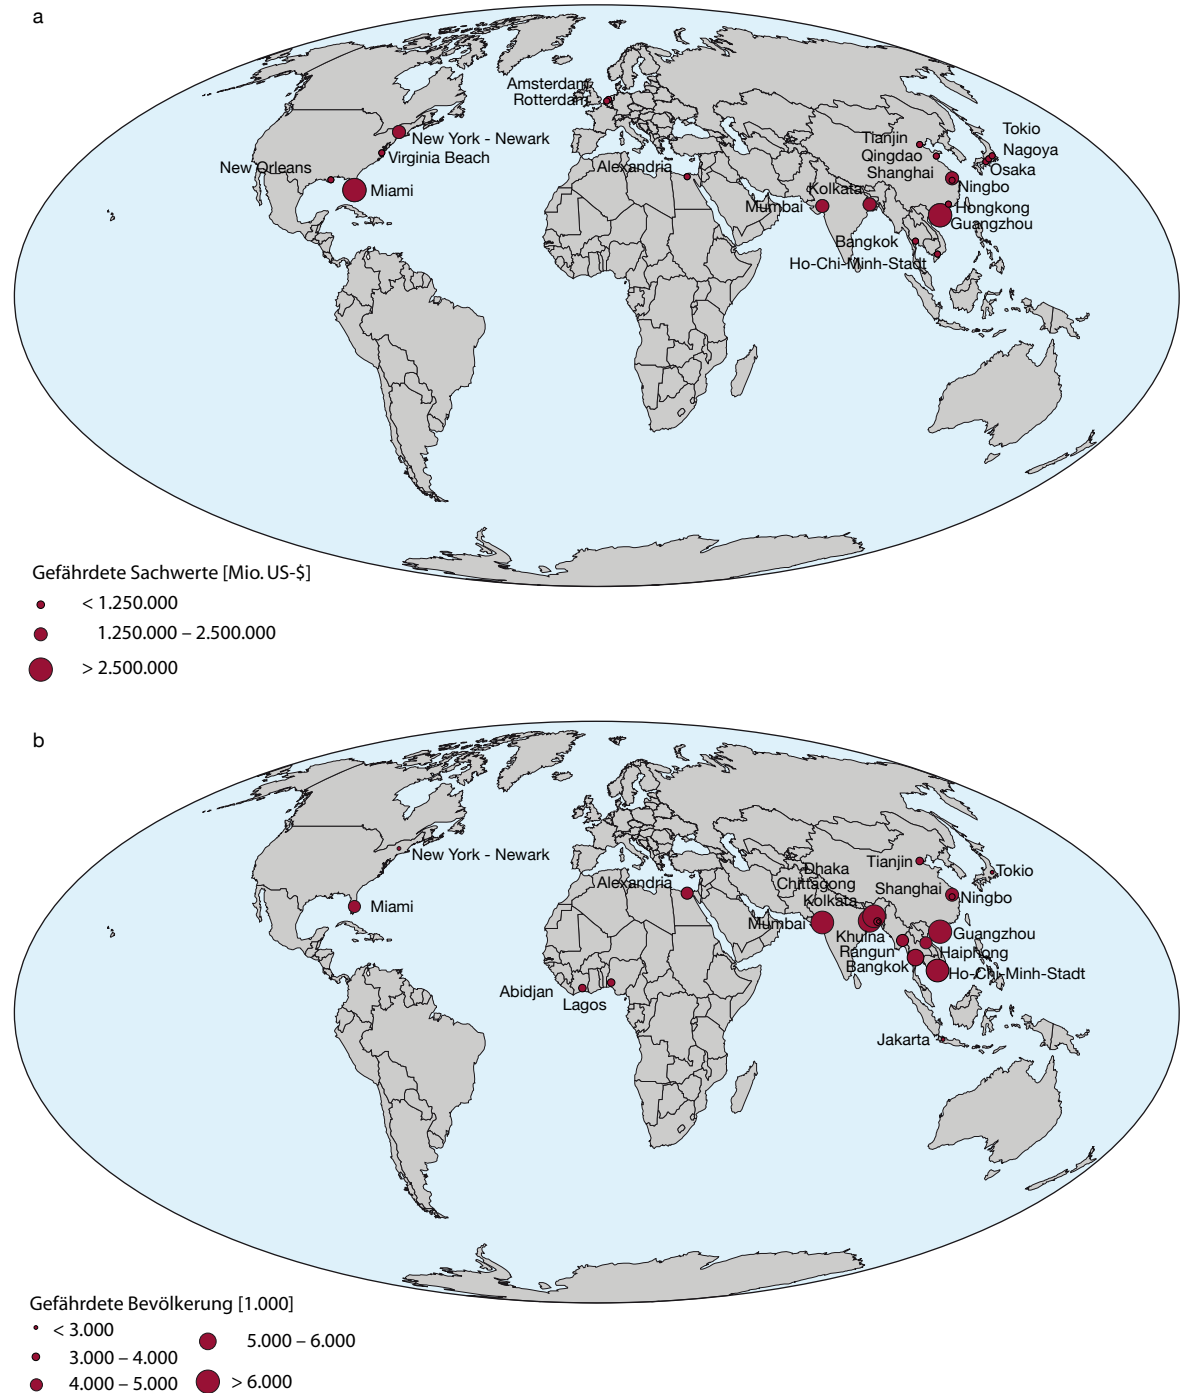 a
Amsterdam
Rotterdam
New York - Newark
Virginia Beach
New Orleans
Miami
Alexandria
Tianjin
Qingdao
Shanghai
Tokio
Nagoya
Osaka
Ningbo
Kolkata
Mumbai
Hongkong
Guangzhou
Bangkok
Ho-Chi-Minh-Stadt
Gefährdete Sachwerte [Mio. US-$]
< 1.250.000
1.250.000 – 2.500.000
> 2.500.000
b
New York - Newark
Miami
Alexandria
Abidjan
Lagos
Tianjin
Tokio
Dhaka
Chittagong
Kolkata
Shanghai
Ningbo
Mumbai
Khulna
Rangun
Bangkok
Guangzhou
Haiphong
Ho-Chi-Minh-Stadt
Jakarta
Gefährdete Bevölkerung [1.000]
< 3.000
3.000 – 4.000
4.000 – 5.000
5.000 – 6.000
> 6.000